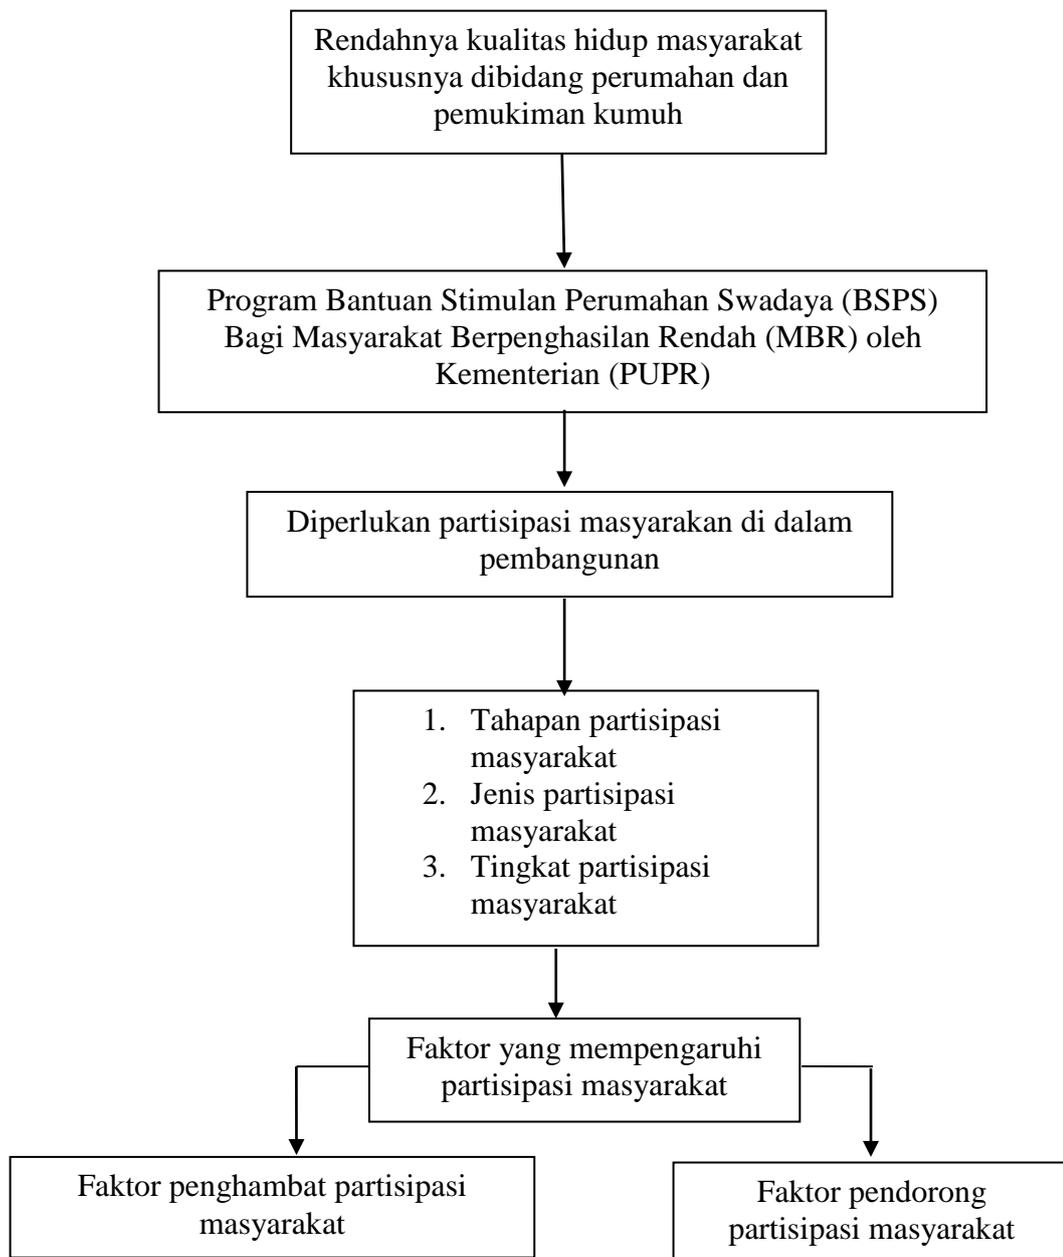 Rendahnya kualitas hidup masyarakat
khususnya dibidang perumahan dan
pemukiman kumuh
Program Bantuan Stimulan Perumahan Swadaya (BSPS)
Bagi Masyarakat Berpenghasilan Rendah (MBR) oleh
Kementerian (PUPR)
Diperlukan partisipasi masyarakan di dalam
pembangunan
1. Tahapan partisipasi
masyarakat
2. Jenis partisipasi
masyarakat
3. Tingkat partisipasi
masyarakat
Faktor yang mempengaruhi
partisipasi masyarakat
Faktor penghambat partisipasi
masyarakat
Faktor pendorong
partisipasi masyarakat